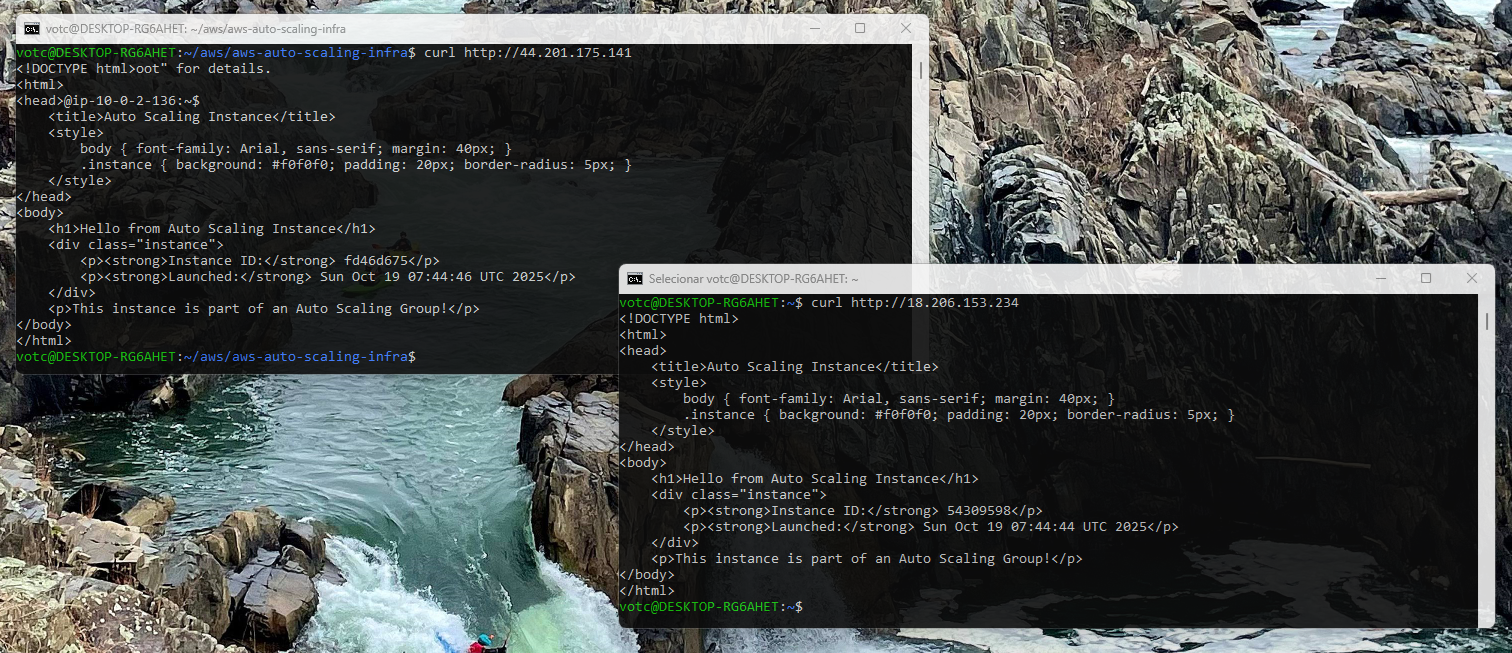 votc@DESKTOP-RG6AHET: ~/aws/aws-auto-scaling-infra
votc@DESKTOP-RG6AHET:~/aws/aws-auto-scaling-infra$ curl http://44.201.175.141
<!DOCTYPE html>oot" for details.
<html>
<head>@ip-10-0-2-136:~$
    <title>Auto Scaling Instance</title>
    <style>
        body { font-family: Arial, sans-serif; margin: 40px; }
        .instance { background: #f0f0f0; padding: 20px; border-radius: 5px; }
    </style>
</head>
<body>
    <h1>Hello from Auto Scaling Instance</h1>
    <div class="instance">
        <p><strong>Instance ID:</strong> fd46d675</p>
        <p><strong>Launched:</strong> Sun Oct 19 07:44:46 UTC 2025</p>
    </div>
    <p>This instance is part of an Auto Scaling Group!</p>
</body>
</html>
votc@DESKTOP-RG6AHET:~/aws/aws-auto-scaling-infra$
Selecionar votc@DESKTOP-RG6AHET: ~
votc@DESKTOP-RG6AHET:~$ curl http://18.206.153.234
<!DOCTYPE html>
<html>
<head>
    <title>Auto Scaling Instance</title>
    <style>
        body { font-family: Arial, sans-serif; margin: 40px; }
        .instance { background: #f0f0f0; padding: 20px; border-radius: 5px; }
    </style>
</head>
<body>
    <h1>Hello from Auto Scaling Instance</h1>
    <div class="instance">
        <p><strong>Instance ID:</strong> 54309598</p>
        <p><strong>Launched:</strong> Sun Oct 19 07:44:44 UTC 2025</p>
    </div>
    <p>This instance is part of an Auto Scaling Group!</p>
</body>
</html>
votc@DESKTOP-RG6AHET:~$